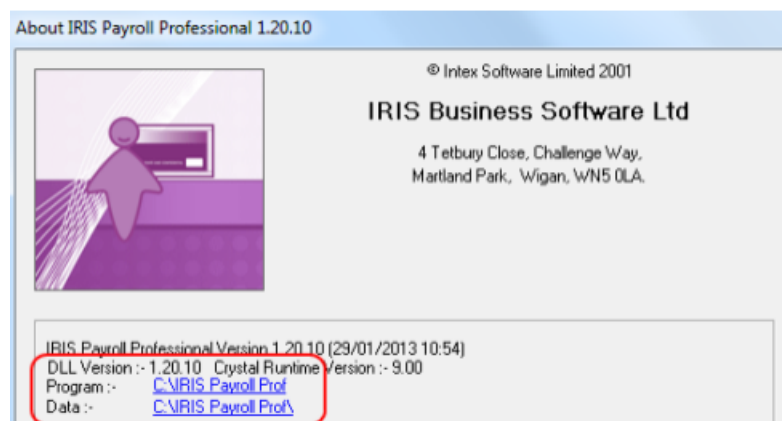 About IRIS Payroll Professional 1.20.10
© Intex Software Limited 2001
IRIS Business Software Ltd
4 Tetbury Close, Challenge Way,
Martland Park, Wigan, WN5 0LA.
IRIS Payroll Professional Version 1.20.10 (29/01/2013 10:54)
DLL Version :- 1.20.10 Crystal Runtime Version :- 9.00
Program :- C:\IRIS Payroll Prof
Data :- C:\IRIS Payroll Prof\